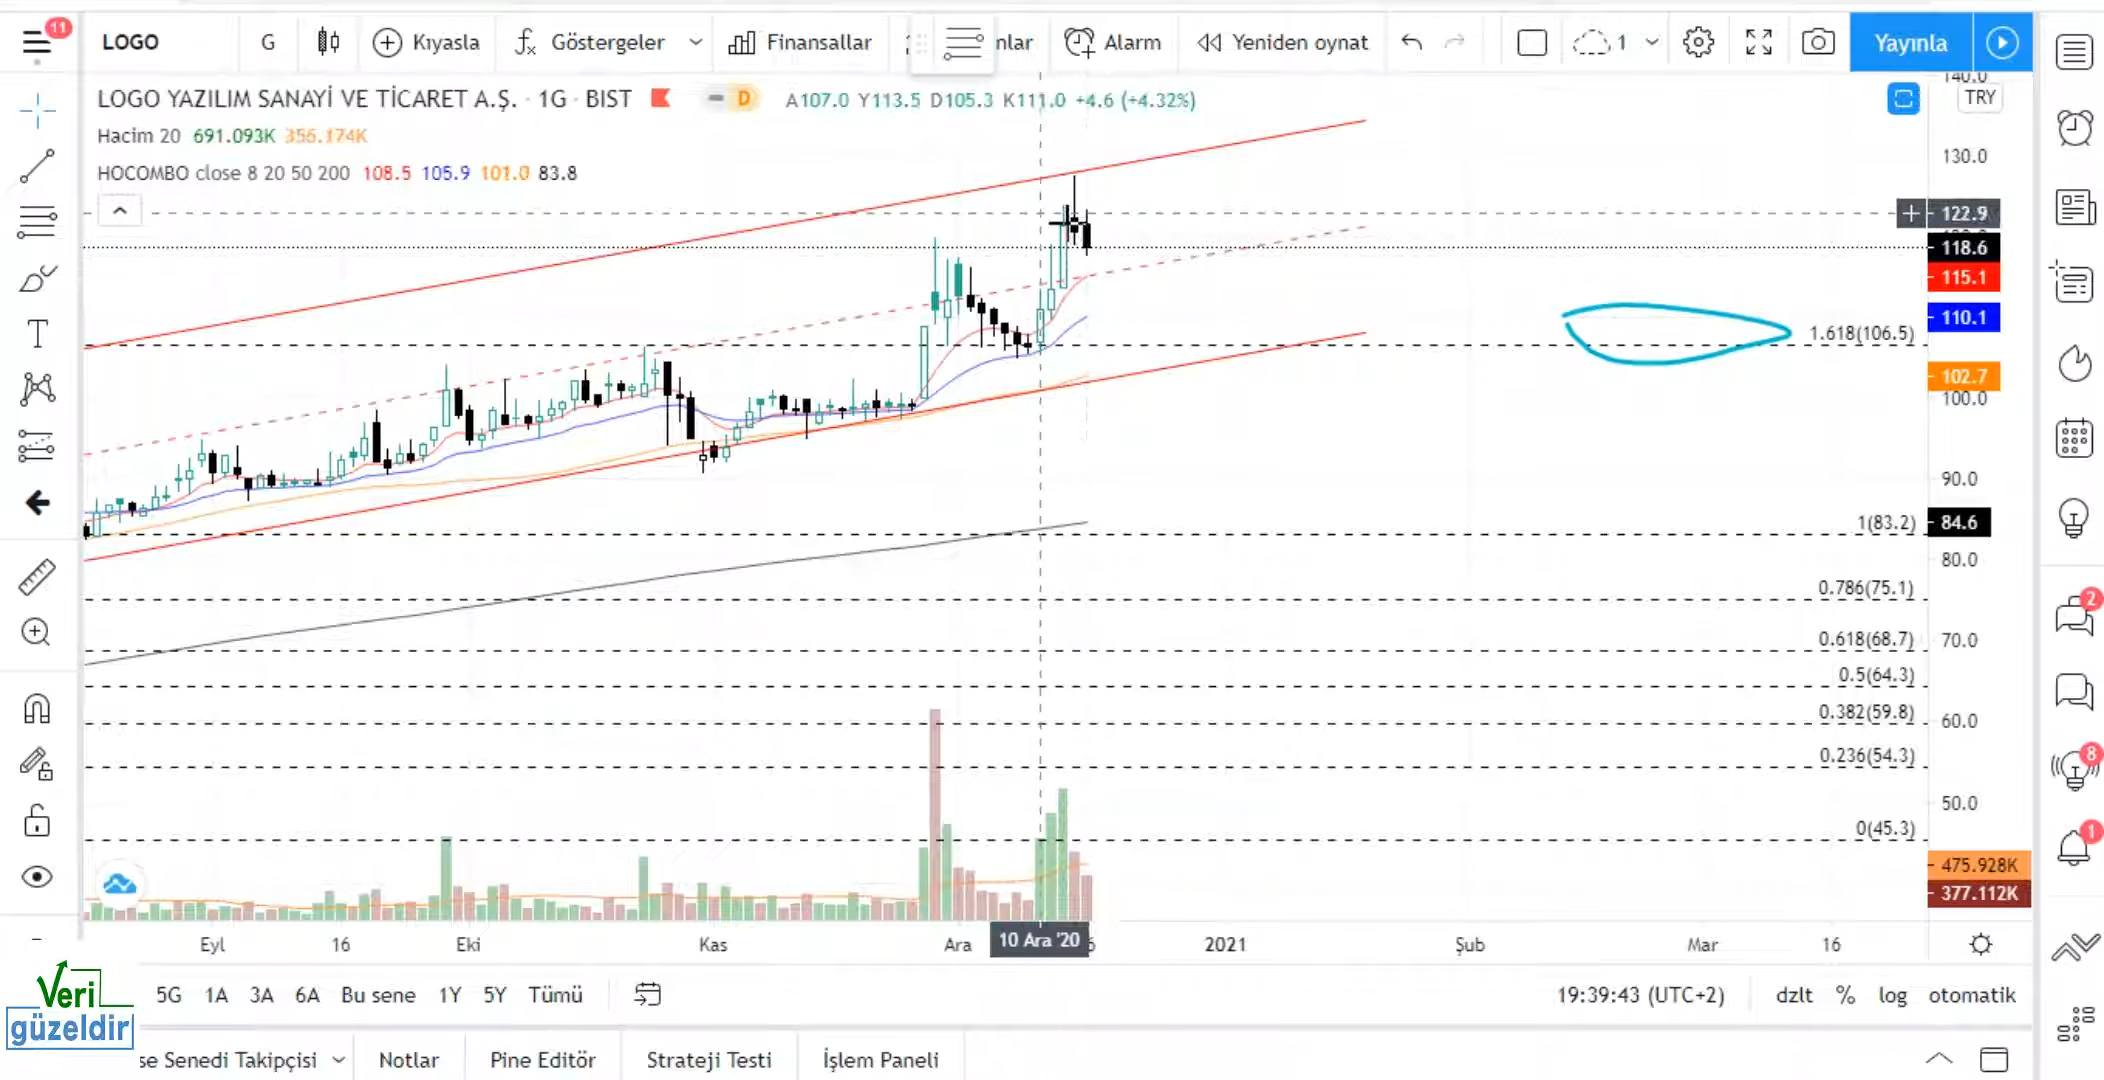 11
LOGO
G
Kıyasla
Göstergeler
Finansallar
nlar
Alarm
Yeniden oynat
1
Yayınla
LOGO YAZILIM SANAYİ VE TİCARET A.Ş. · 1G · BIST
D
A107.0 Y113.5 D105.3 K111.0 +4.6 (+4.32%)
Hacim 20 691.093K 356.174K
HOCOMBO close 8 20 50 200 108.5 105.9 101.0 83.8
140.0
TRY
130.0
122.9
118.6
115.1
110.1
1.618(106.5)
102.7
100.0
90.0
1(83.2)
84.6
80.0
0.786(75.1)
0.618(68.7)
70.0
0.5(64.3)
0.382(59.8)
60.0
0.236(54.3)
50.0
0(45.3)
475.928K
377.112K
2
8
1
Eyl 16 Eki Kas Ara 10 Ara '20 2021 Şub Mar 16
Veri
güzeldir
5G 1A 3A 6A Bu sene 1Y 5Y Tümü
19:39:43 (UTC+2) dzlt % log otomatik
se Senedi Takipçisi Notlar Pine Editör Strateji Testi İşlem Paneli